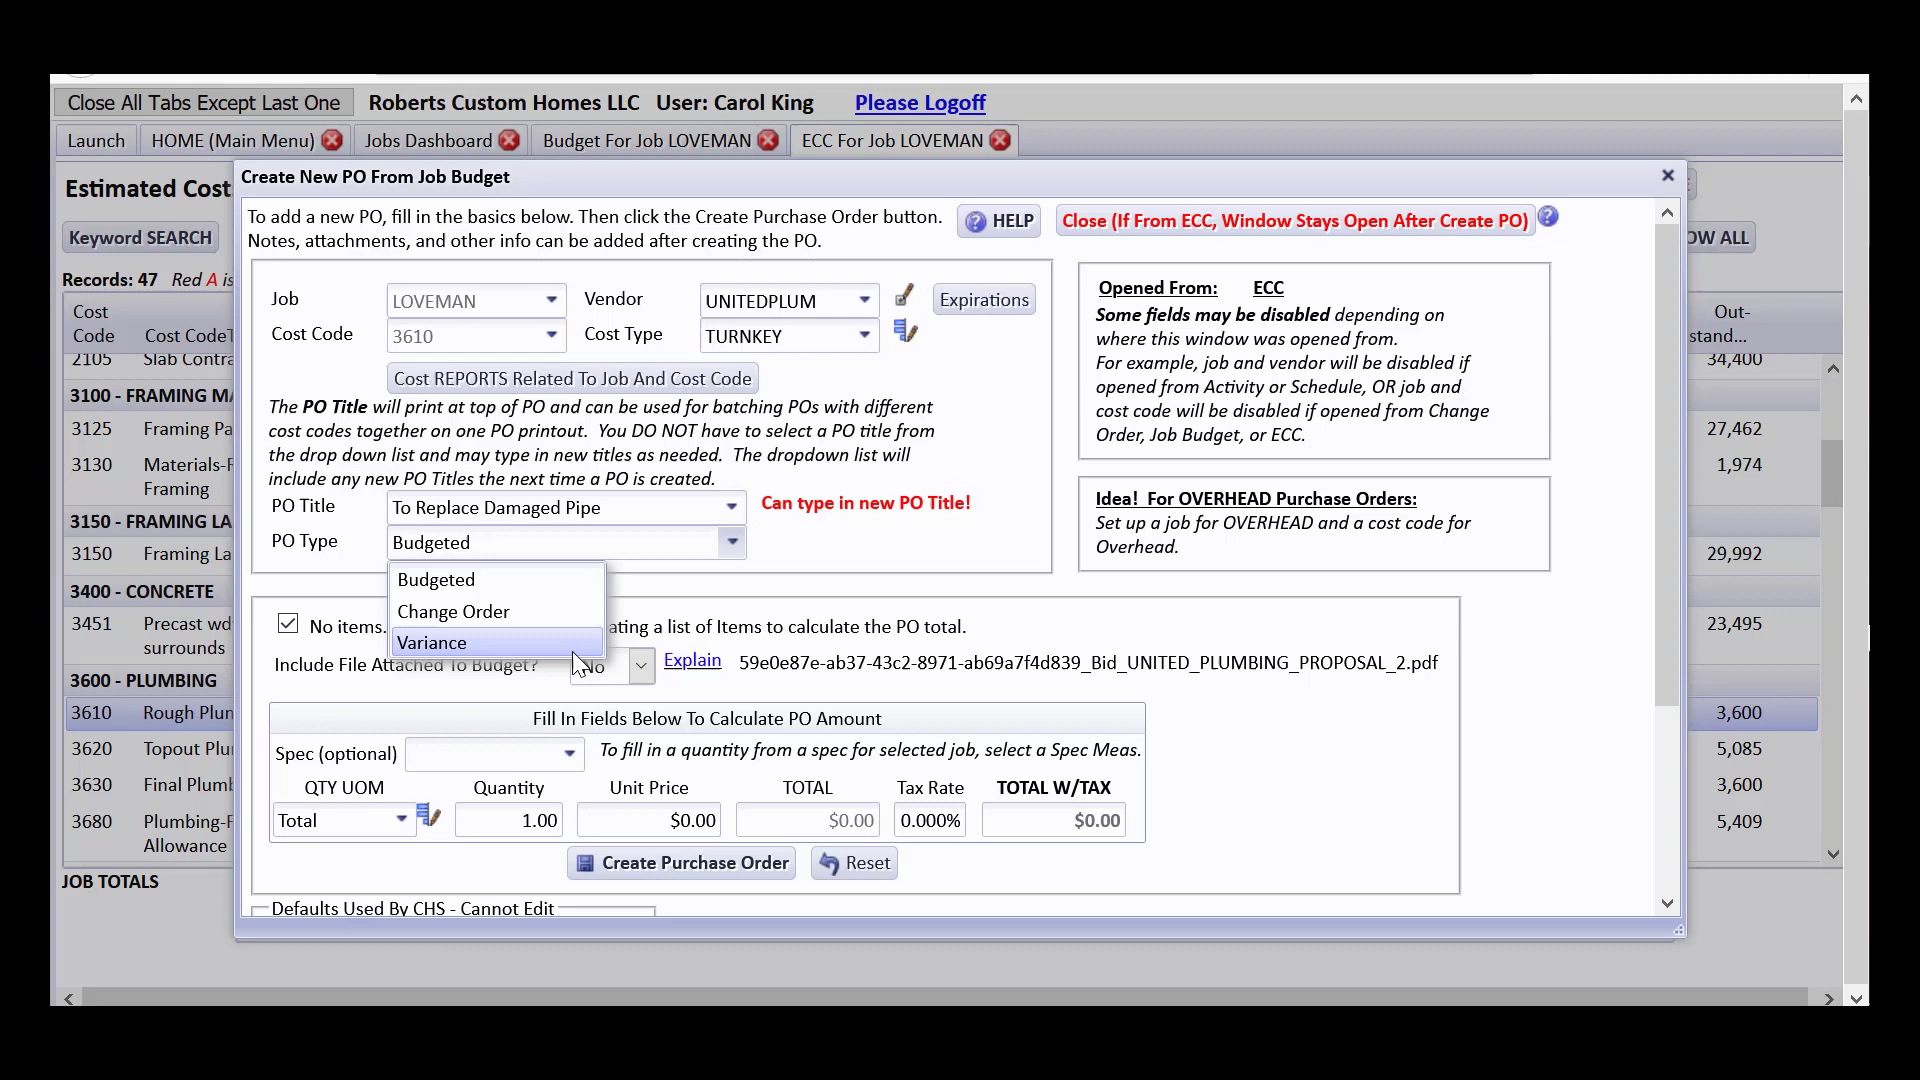 Close All Tabs Except Last One Roberts Custom Homes LLC User: Carol King Please Logoff
Launch HOME (Main Menu) Jobs Dashboard Budget For Job LOVEMAN ECC For Job LOVEMAN
Estimated Cost
Create New PO From Job Budget
To add a new PO, fill in the basics below. Then click the Create Purchase Order button.
Notes, attachments, and other info can be added after creating the PO.
HELP
Close (If From ECC, Window Stays Open After Create PO)
Keyword SEARCH
OW ALL
Records: 47 Red A is
Cost
Code Cost CodeT
Out-
stand...
2105 Slab Contra 34,400
3100 - FRAMING MA
3125 Framing Pa 27,462
3130 Materials-F
Framing
1,974
3150 - FRAMING LA
3150 Framing La 29,992
3400 - CONCRETE
3451 Precast wd
surrounds
23,495
3600 - PLUMBING
3610 Rough Plun 3,600
3620 Topout Plu 5,085
3630 Final Plumb 3,600
3680 Plumbing-F
Allowance
5,409
JOB TOTALS
Job LOVEMAN Vendor UNITEDPLUM Expirations
Cost Code 3610 Cost Type TURNKEY
Cost REPORTS Related To Job And Cost Code
The PO Title will print at top of PO and can be used for batching POs with different
cost codes together on one PO printout. You DO NOT have to select a PO title from
the drop down list and may type in new titles as needed. The dropdown list will
include any new PO Titles the next time a PO is created.
PO Title To Replace Damaged Pipe Can type in new PO Title!
PO Type Budgeted
Budgeted
Change Order
Variance
Opened From: ECC
Some fields may be disabled depending on
where this window was opened from.
For example, job and vendor will be disabled if
opened from Activity or Schedule, OR job and
cost code will be disabled if opened from Change
Order, Job Budget, or ECC.
Idea! For OVERHEAD Purchase Orders:
Set up a job for OVERHEAD and a cost code for
Overhead.
No items. ating a list of Items to calculate the PO total.
Include File Attached To Budget? No Explain 59e0e87e-ab37-43c2-8971-ab69a7f4d839_Bid_UNITED_PLUMBING_PROPOSAL_2.pdf
Fill In Fields Below To Calculate PO Amount
Spec (optional) To fill in a quantity from a spec for selected job, select a Spec Meas.
QTY UOM Quantity Unit Price TOTAL Tax Rate TOTAL W/TAX
Total 1.00 $0.00 $0.00 0.000% $0.00
Create Purchase Order Reset
Defaults Used By CHS - Cannot Edit